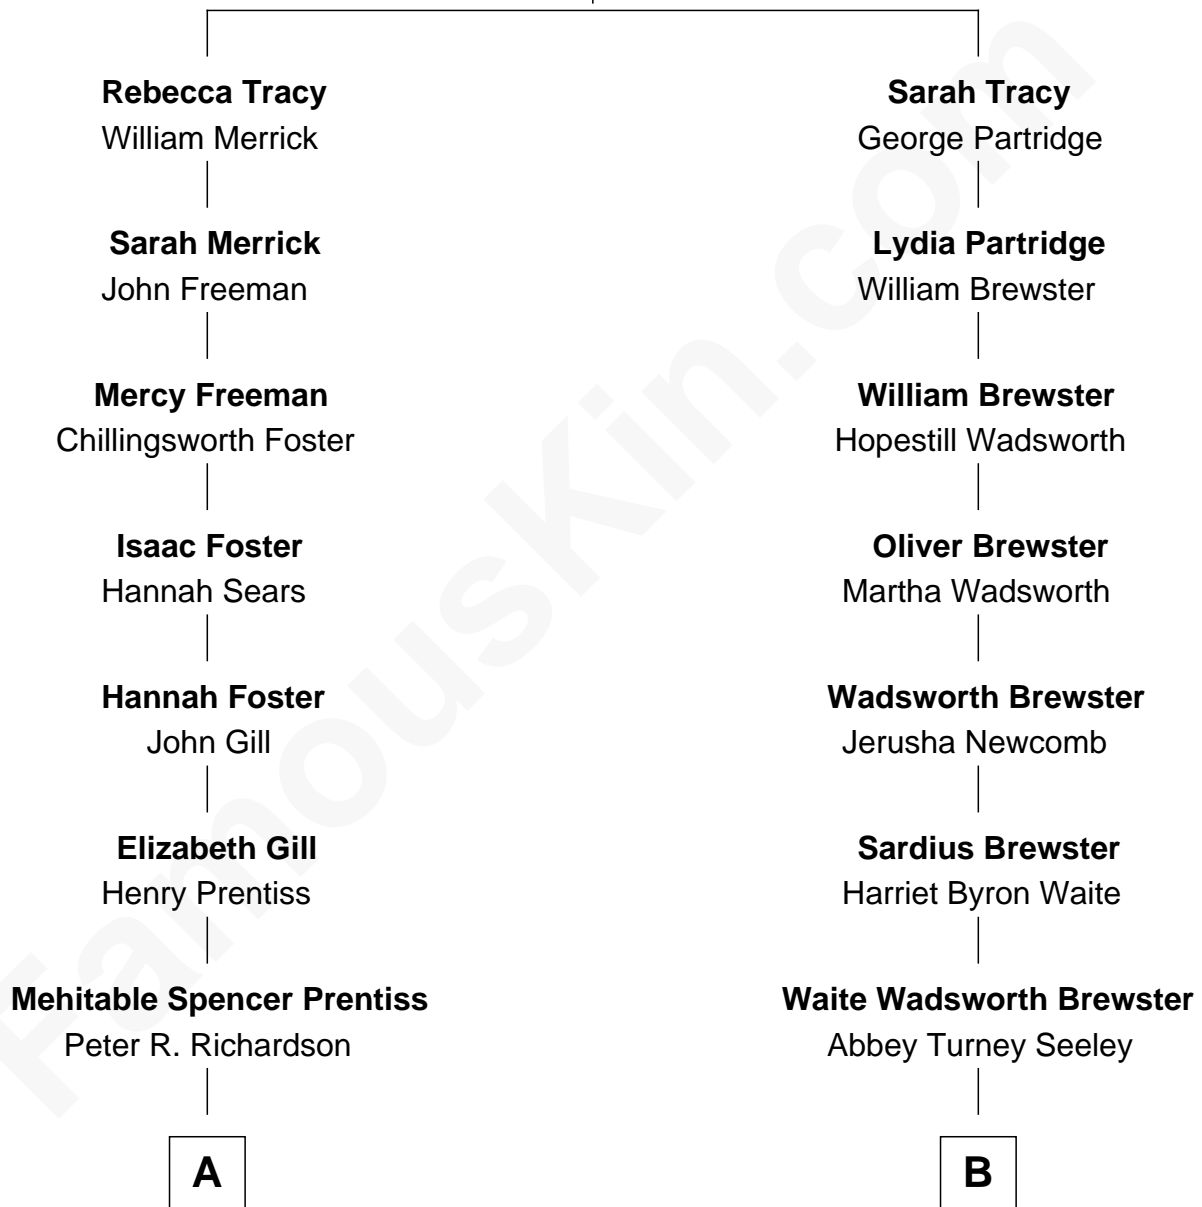 Rebecca Tracy
William Merrick
Sarah Merrick
John Freeman
Mercy Freeman
Chillingsworth Foster
Isaac Foster
Hannah Sears
Hannah Foster
John Gill
Elizabeth Gill
Henry Prentiss
Mehitable Spencer Prentiss
Peter R. Richardson
A
Sarah Tracy
George Partridge
Lydia Partridge
William Brewster
William Brewster
Hopestill Wadsworth
Oliver Brewster
Martha Wadsworth
Wadsworth Brewster
Jerusha Newcomb
Sardius Brewster
Harriet Byron Waite
Waite Wadsworth Brewster
Abbey Turney Seeley
B
FamousKin.com